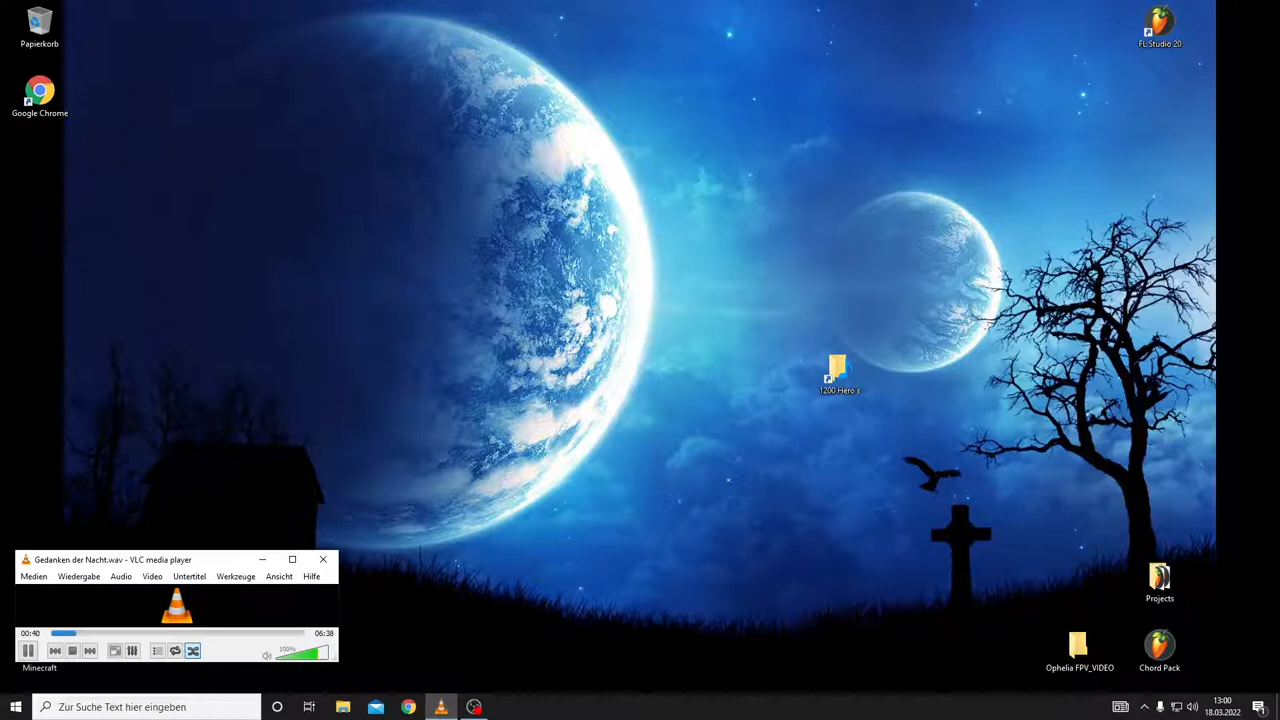 Papierkorb
FL Studio 20
Google Chrome
1200 Hero's
Gedanken der Nacht.wav - VLC media player
Medien Wiedergabe Audio Video Untertitel Werkzeuge Ansicht Hilfe
00:40 06:38
100%
Minecraft
Projects
Ophelia FPV_VIDEO
Chord Pack
Zur Suche Text hier eingeben
13:00
18.03.2022
1